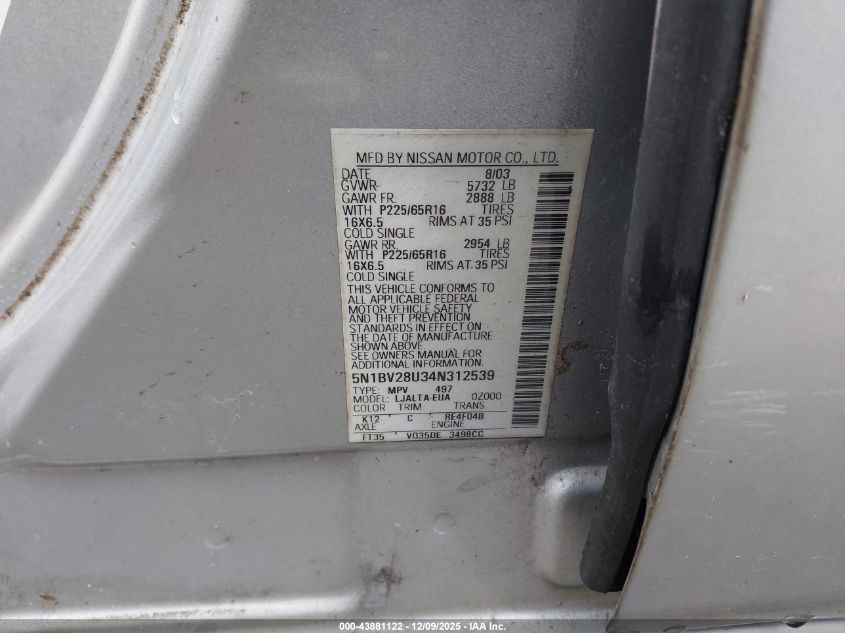 MFD BY NISSAN MOTOR CO., LTD.
DATE 8/03
GVWR 5732 LB
GAWR FR. 2888 LB
WITH P225/65R16 TIRES
16X6.5 RIMS AT 35 PSI
COLD SINGLE
GAWR RR. 2954 LB
WITH P225/65R16 TIRES
16X6.5 RIMS AT 35 PSI
COLD SINGLE
THIS VEHICLE CONFORMS TO
ALL APPLICABLE FEDERAL
MOTOR VEHICLE SAFETY
AND THEFT PREVENTION
STANDARDS IN EFFECT ON
THE DATE OF MANUFACTURE
SHOWN ABOVE
SEE OWNERS MANUAL FOR
ADDITIONAL INFORMATION.
5N1BV28U34N312539
TYPE: MPV 497
MODEL: LJALTA-EUA 0Z000
COLOR TRIM TRANS
K12 C RE4F04B
AXLE ENGINE
FT35 VQ35DE 3498CC
000-43881122 - 12/09/2025 - IAA Inc.